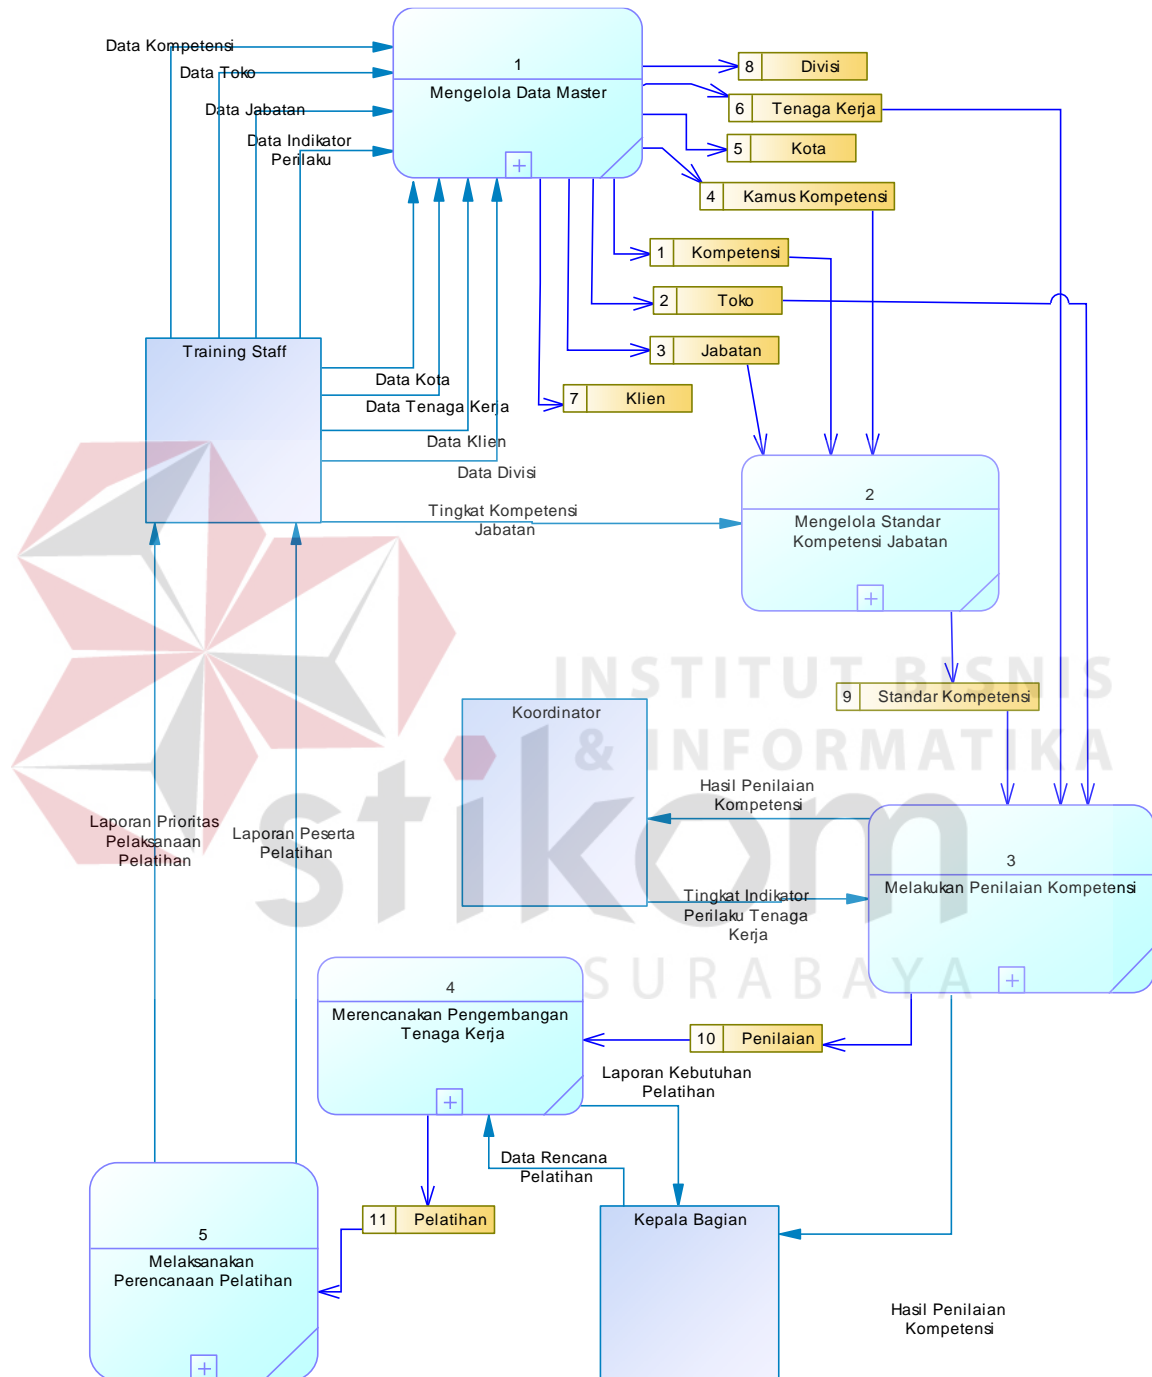 Data Kompetensi
Data Toko
Data Jabatan
Data Indikator
Perilaku
1
Mengelola Data Master
8 Divisi
6 Tenaga Kerja
5 Kota
4 Kamus Kompetensi
1 Kompetensi
2 Toko
3 Jabatan
7 Klien
Training Staff
Data Kota
Data Tenaga Kerja
Data Klien
Data Divisi
Tingkat Kompetensi
Jabatan
2
Mengelola Standar
Kompetensi Jabatan
INSTITUT BISNIS
& INFORMATIKA
stikom
SURABAYA
9 Standar Kompetensi
Koordinator
Hasil Penilaian
Kompetensi
Tingkat Indikator
Perilaku Tenaga
Kerja
3
Melakukan Penilaian Kompetensi
Laporan Prioritas
Pelaksanaan
Pelatihan
Laporan Peserta
Pelatihan
4
Merencanakan Pengembangan
Tenaga Kerja
10 Penilaian
Laporan Kebutuhan
Pelatihan
Data Rencana
Pelatihan
11 Pelatihan
Kepala Bagian
5
Melaksanakan
Perencanaan Pelatihan
Hasil Penilaian
Kompetensi